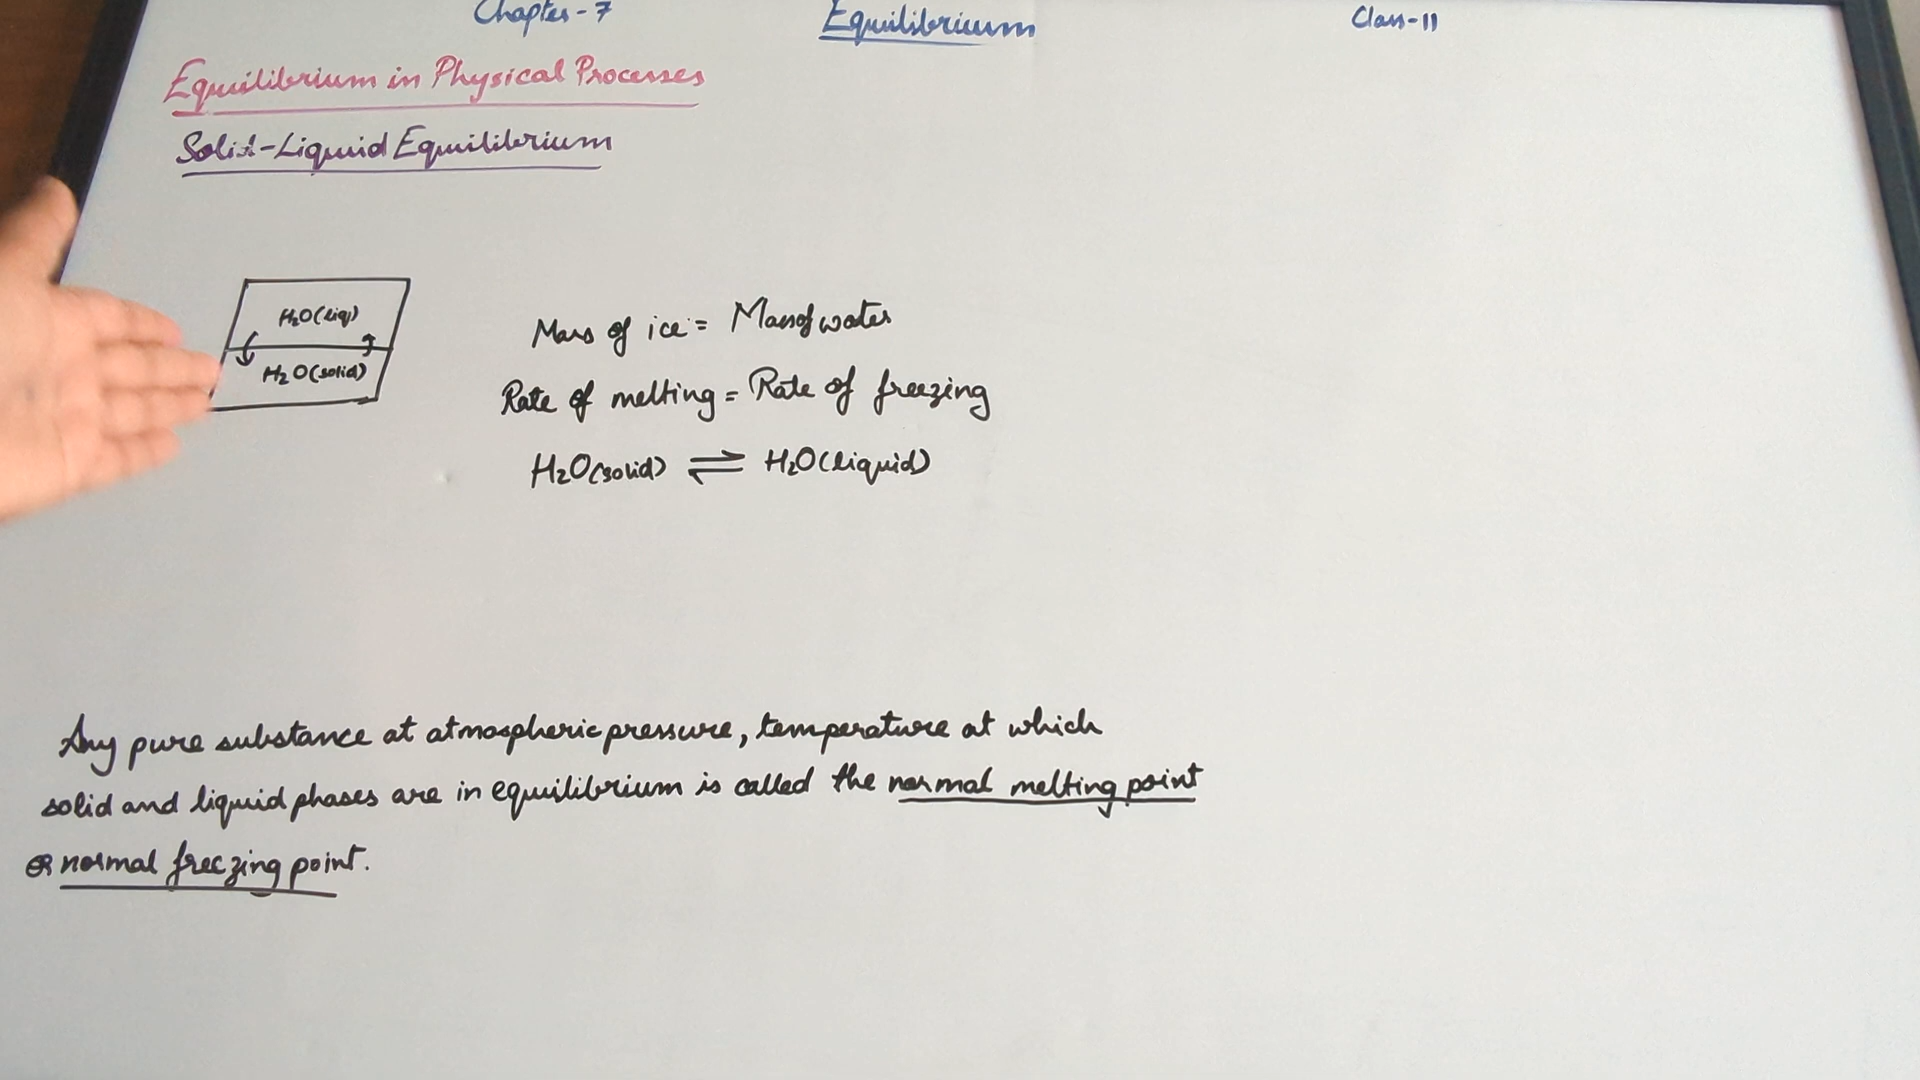 Chapter-7 Equilibrium Class-11
Equilibrium in Physical Processes
Solid-Liquid Equilibrium
H₂O(liq)
H₂O(solid)
Mass of ice = Mass of water
Rate of melting = Rate of freezing
H₂O(solid) ⇌ H₂O(liquid)
Any pure substance at atmospheric pressure, temperature at which
solid and liquid phases are in equilibrium is called the normal melting point
or normal freezing point.